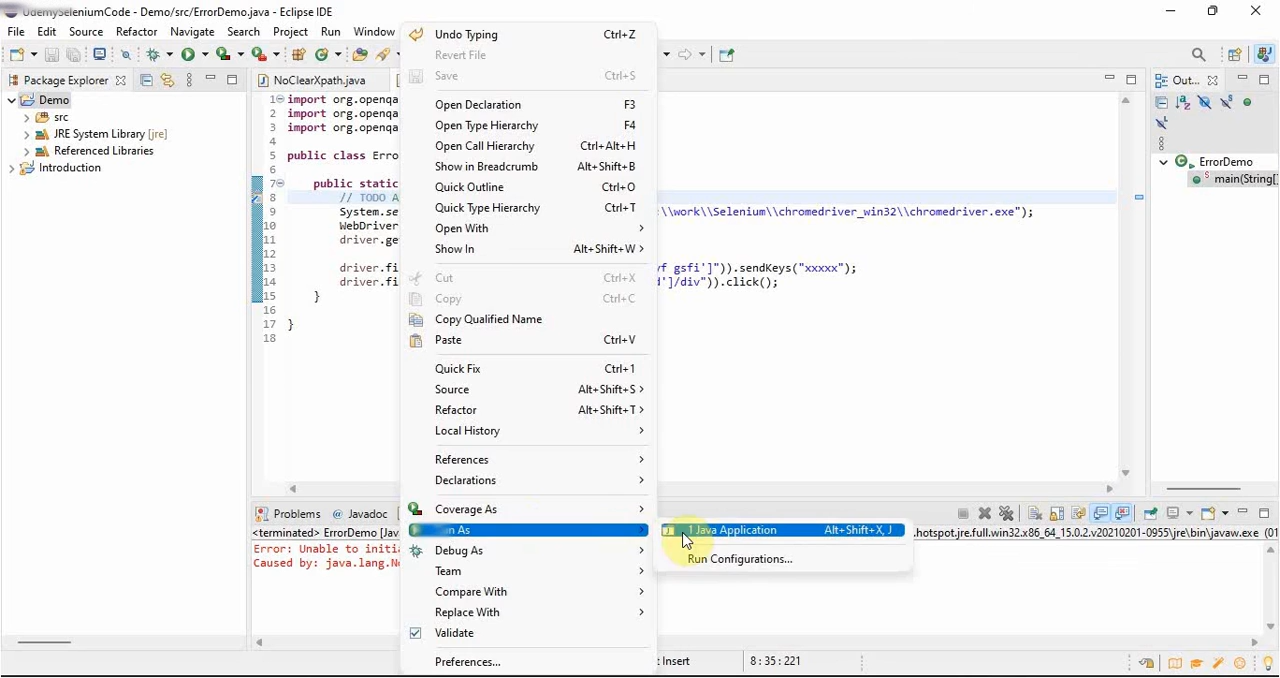 UdemySeleniumCode - Demo/src/ErrorDemo.java - Eclipse IDE
File Edit Source Refactor Navigate Search Project Run Window
Package Explorer
NoClearXpath.java
Out...
Demo
src
JRE System Library [jre]
Referenced Libraries
Introduction
1 import org.openqa
2 import org.openqa
3 import org.openqa
4
5 public class Erro
6
7 public static
8 // TODO A
9 System.se :\\work\\Selenium\\chromedriver_win32\\chromedriver.exe");
10 WebDriver
11 driver.ge
12
13 driver.fi yf gsfi']")).sendKeys("xxxxx");
14 driver.fi d']/div")).click();
15 }
16
17 }
18
ErrorDemo
main(String[]
Undo Typing Ctrl+Z
Revert File
Save Ctrl+S
Open Declaration F3
Open Type Hierarchy F4
Open Call Hierarchy Ctrl+Alt+H
Show in Breadcrumb Alt+Shift+B
Quick Outline Ctrl+O
Quick Type Hierarchy Ctrl+T
Open With
Show In Alt+Shift+W
Cut Ctrl+X
Copy Ctrl+C
Copy Qualified Name
Paste Ctrl+V
Quick Fix Ctrl+1
Source Alt+Shift+S
Refactor Alt+Shift+T
Local History
References
Declarations
Coverage As
Run As
Debug As
Team
Compare With
Replace With
Validate
Preferences...
1 Java Application Alt+Shift+X, J
Run Configurations...
Problems Javadoc
<terminated> ErrorDemo [Jav .hotspot.jre.full.win32.x86_64_15.0.2.v20210201-0955\jre\bin\javaw.exe (01
Error: Unable to initia
Caused by: java.lang.No
Insert 8 : 35 : 221